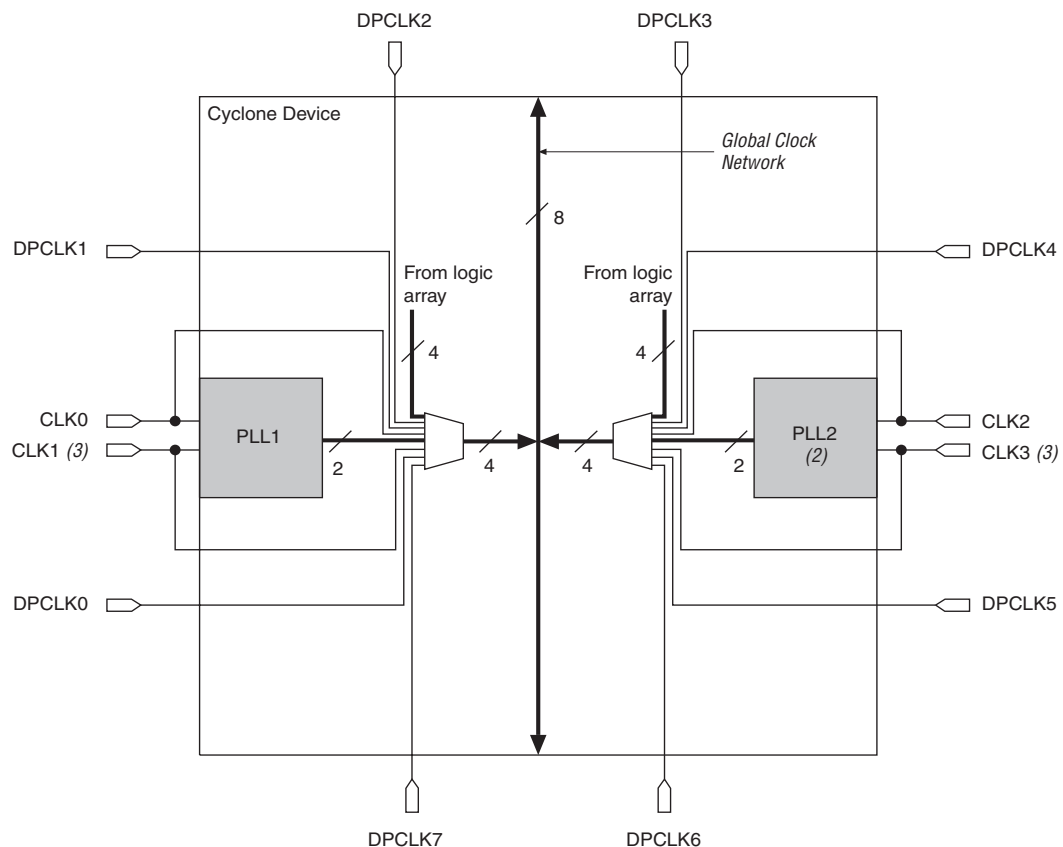 DPCLK2
DPCLK3
Cyclone Device
Global Clock
Network
8
DPCLK1
DPCLK4
From logic
array
From logic
array
4
4
CLK0
CLK1 (3)
PLL1
2
4
4
2
PLL2
(2)
CLK2
CLK3 (3)
DPCLK0
DPCLK5
DPCLK7
DPCLK6